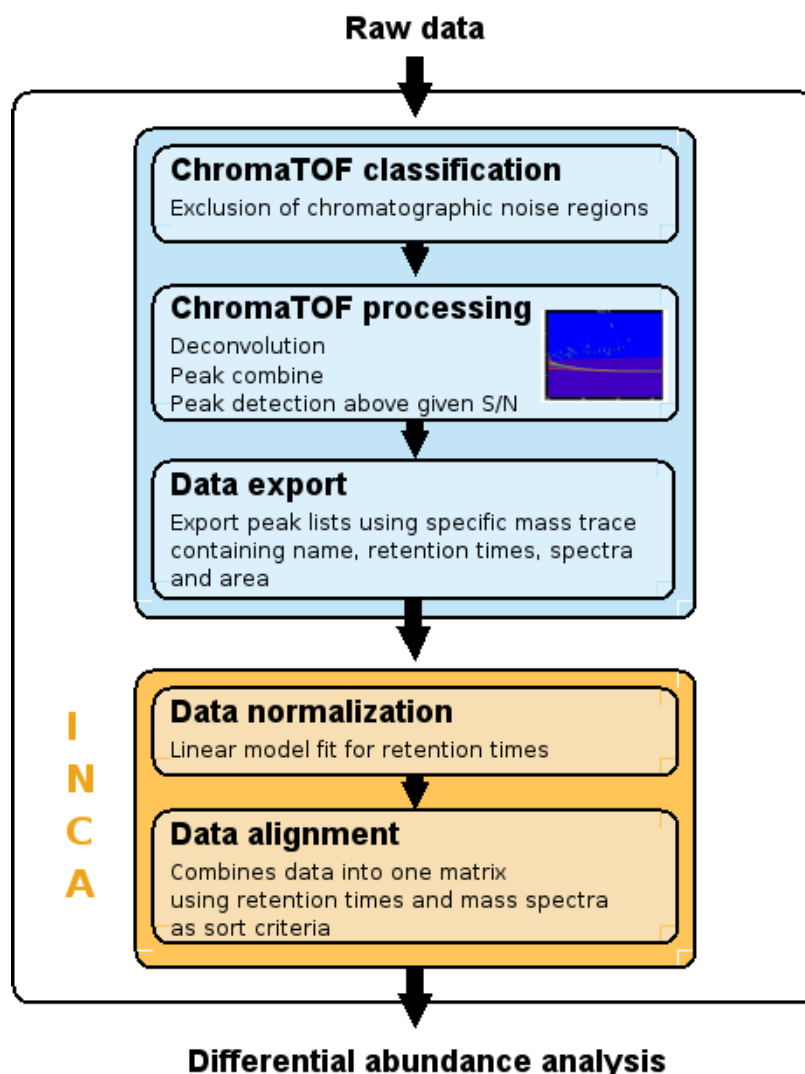 Raw data
ChromaTOF classification
Exclusion of chromatographic noise regions
ChromaTOF processing
Deconvolution
Peak combine
Peak detection above given S/N
Data export
Export peak lists using specific mass trace
containing name, retention times, spectra
and area
I
N
C
A
Data normalization
Linear model fit for retention times
Data alignment
Combines data into one matrix
using retention times and mass spectra
as sort criteria
Differential abundance analysis